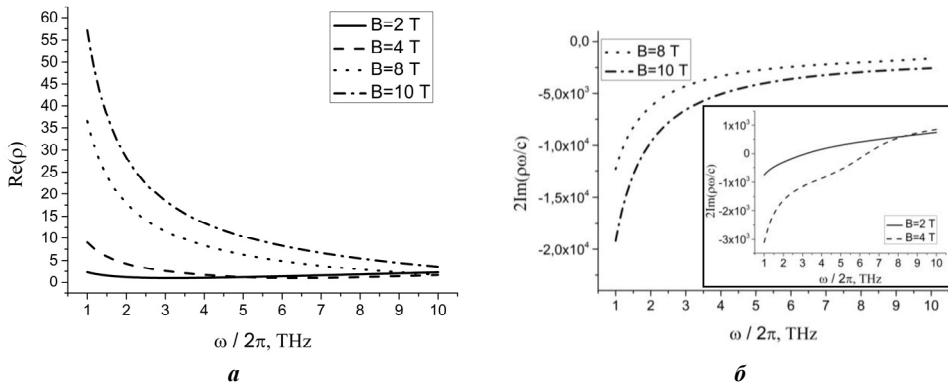 60
55
50
45
40
35
30
25
20
15
10
5
0
Re(ρ)
B=2 T
B=4 T
B=8 T
B=10 T
1 2 3 4 5 6 7 8 9 10
ω / 2π, THz
а
0,0
-5,0x10³
-1,0x10⁴
-1,5x10⁴
-2,0x10⁴
2Im(ρω/c)
B=8 T
B=10 T
1x10³
0
-1x10³
-2x10³
-3x10³
2Im(ρω/c)
B=2 T
B=4 T
1 2 3 4 5 6 7 8 9 10
ω / 2π, THz
1 2 3 4 5 6 7 8 9 10
ω / 2π, THz
б